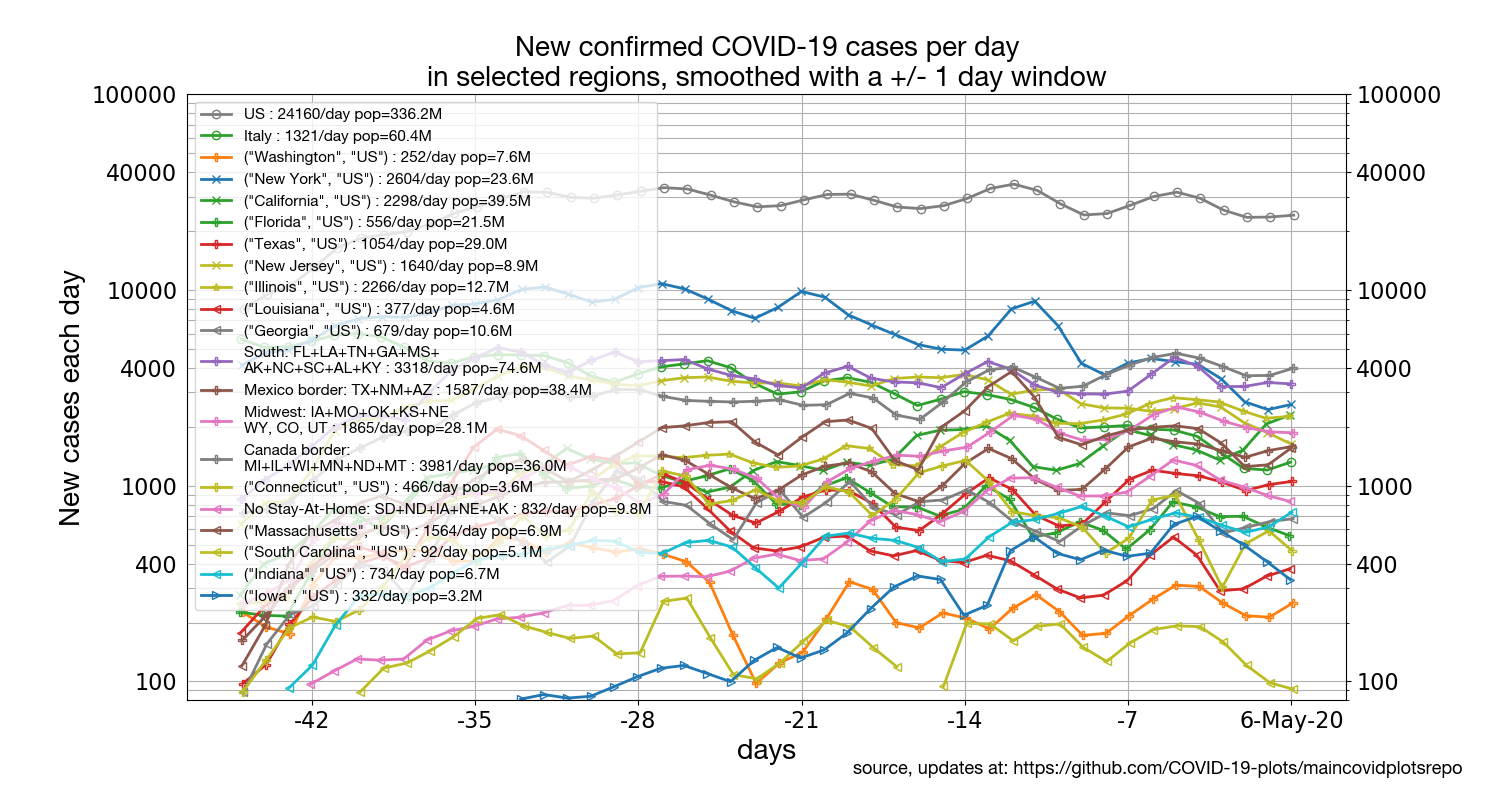 New confirmed COVID-19 cases per day
in selected regions, smoothed with a +/- 1 day window
100000
40000
10000
4000
1000
400
100
New cases each day
US : 24160/day pop=336.2M
Italy : 1321/day pop=60.4M
("Washington", "US") : 252/day pop=7.6M
("New York", "US") : 2604/day pop=23.6M
("California", "US") : 2298/day pop=39.5M
("Florida", "US") : 556/day pop=21.5M
("Texas", "US") : 1054/day pop=29.0M
("New Jersey", "US") : 1640/day pop=8.9M
("Illinois", "US") : 2266/day pop=12.7M
("Louisiana", "US") : 377/day pop=4.6M
("Georgia", "US") : 679/day pop=10.6M
South: FL+LA+TN+GA+MS+
AK+NC+SC+AL+KY : 3318/day pop=74.6M
Mexico border: TX+NM+AZ : 1587/day pop=38.4M
Midwest: IA+MO+OK+KS+NE
WY, CO, UT : 1865/day pop=28.1M
Canada border:
MI+IL+WI+MN+ND+MT : 3981/day pop=36.0M
("Connecticut", "US") : 466/day pop=3.6M
No Stay-At-Home: SD+ND+IA+NE+AK : 832/day pop=9.8M
("Massachusetts", "US") : 1564/day pop=6.9M
("South Carolina", "US") : 92/day pop=5.1M
("Indiana", "US") : 734/day pop=6.7M
("Iowa", "US") : 332/day pop=3.2M
100000
40000
10000
4000
1000
400
100
-42
-35
-28
-21
-14
-7
6-May-20
days
source, updates at: https://github.com/COVID-19-plots/maincovidplotsrepo